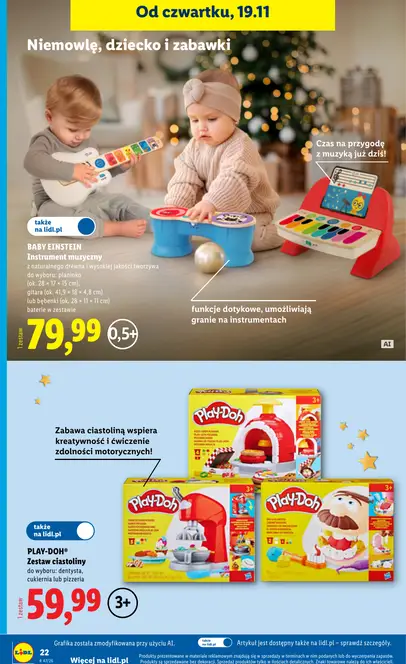 Od czwartku, 19.11
Niemowlę, dziecko i zabawki
Czas na przygodę
z muzyką już dziś!
także
na lidl.pl
BABY EINSTEIN
Instrument muzyczny
z naturalnego drewna i wysokiej jakości tworzywa
do wyboru: pianinko
(ok. 28 × 17 × 15 cm),
gitara (ok. 41,9 × 18 × 4,8 cm)
lub bębenki (ok. 28 × 13 × 11 cm)
baterie w zestawie
1 zestaw
79,99
0,5+
funkcje dotykowe, umożliwiają
granie na instrumentach
AI
Zabawa ciastoliną wspiera
kreatywność i ćwiczenie
zdolności motorycznych!
Play-Doh
Play-Doh
Play-Doh
także
na lidl.pl
PLAY-DOH®
Zestaw ciastoliny
do wyboru: dentysta,
cukiernia lub pizzeria
1 zestaw
59,99
3+
LIDL
22
Grafika została zmodyfikowana przy użyciu AI.
także
na lidl.pl
Artykuł jest dostępny także na lidl.pl – sprawdź szczegóły.
Więcej na lidl.pl